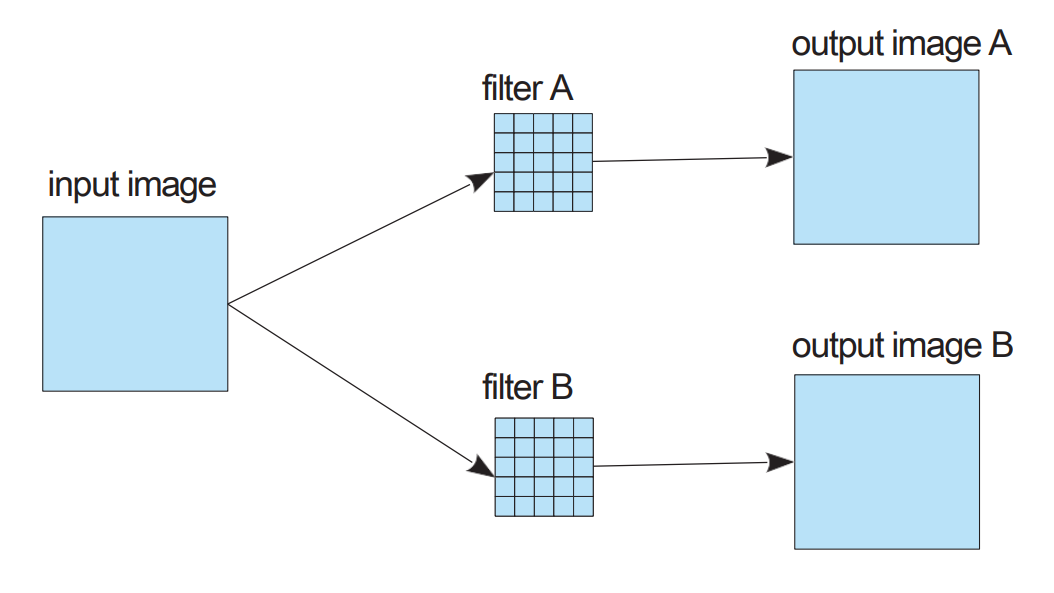 output image A
filter A
input image
output image B
filter B